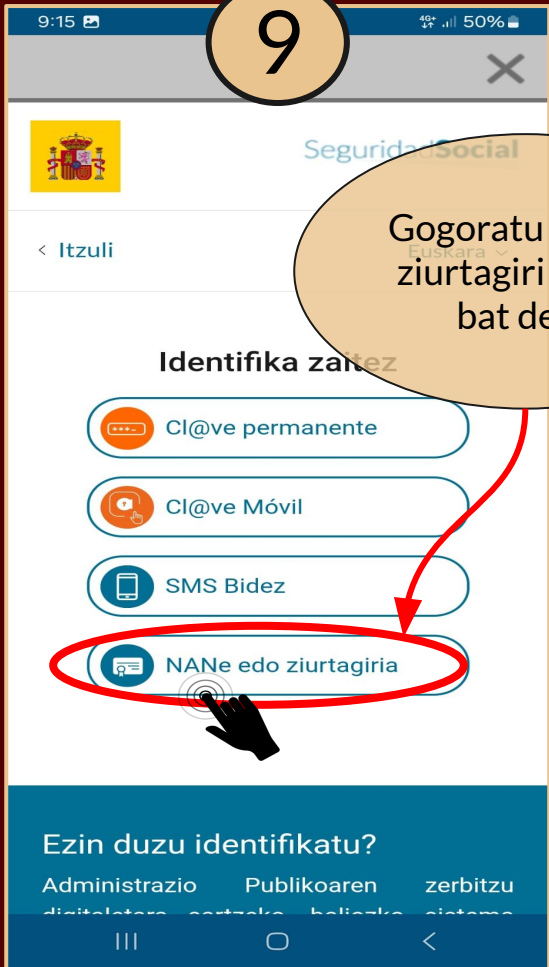 9:15
4G+
50%
9
SeguridadSocial
< Itzuli
Euskara
Gogoratu
ziurtagiri
bat
Identifika zaitez
Cl@ve permanente
Cl@ve Móvil
SMS Bidez
NANe edo ziurtagiria
Ezin duzu identifikatu?
Administrazio Publikoaren zerbitzu